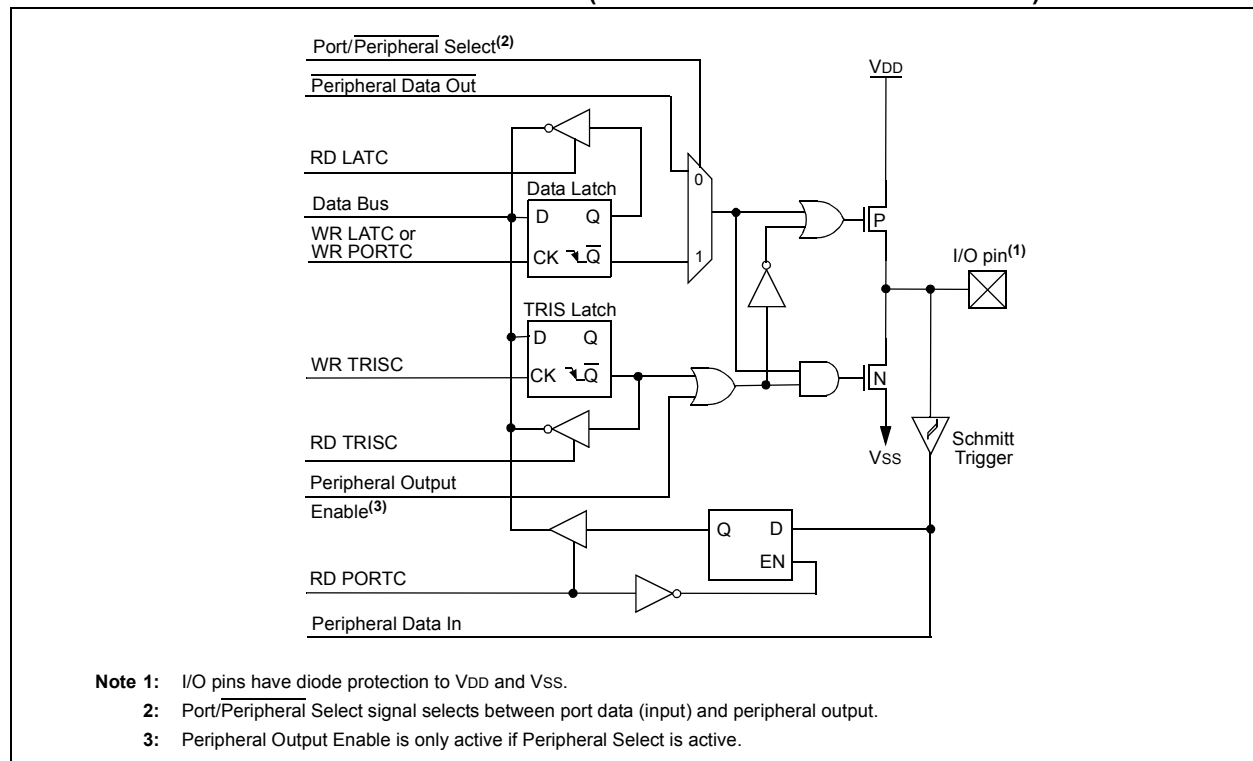 Port/Peripheral Select(2)
Peripheral Data Out
VDD
RD LATC
Data Latch
0
Data Bus
D Q
WR LATC or
WR PORTC
CK Q
1
P
I/O pin(1)
TRIS Latch
D Q
WR TRISC
CK Q
N
RD TRISC
VSS
Schmitt
Trigger
Peripheral Output
Enable(3)
Q D
EN
RD PORTC
Peripheral Data In
Note 1: I/O pins have diode protection to VDD and VSS.
2: Port/Peripheral Select signal selects between port data (input) and peripheral output.
3: Peripheral Output Enable is only active if Peripheral Select is active.